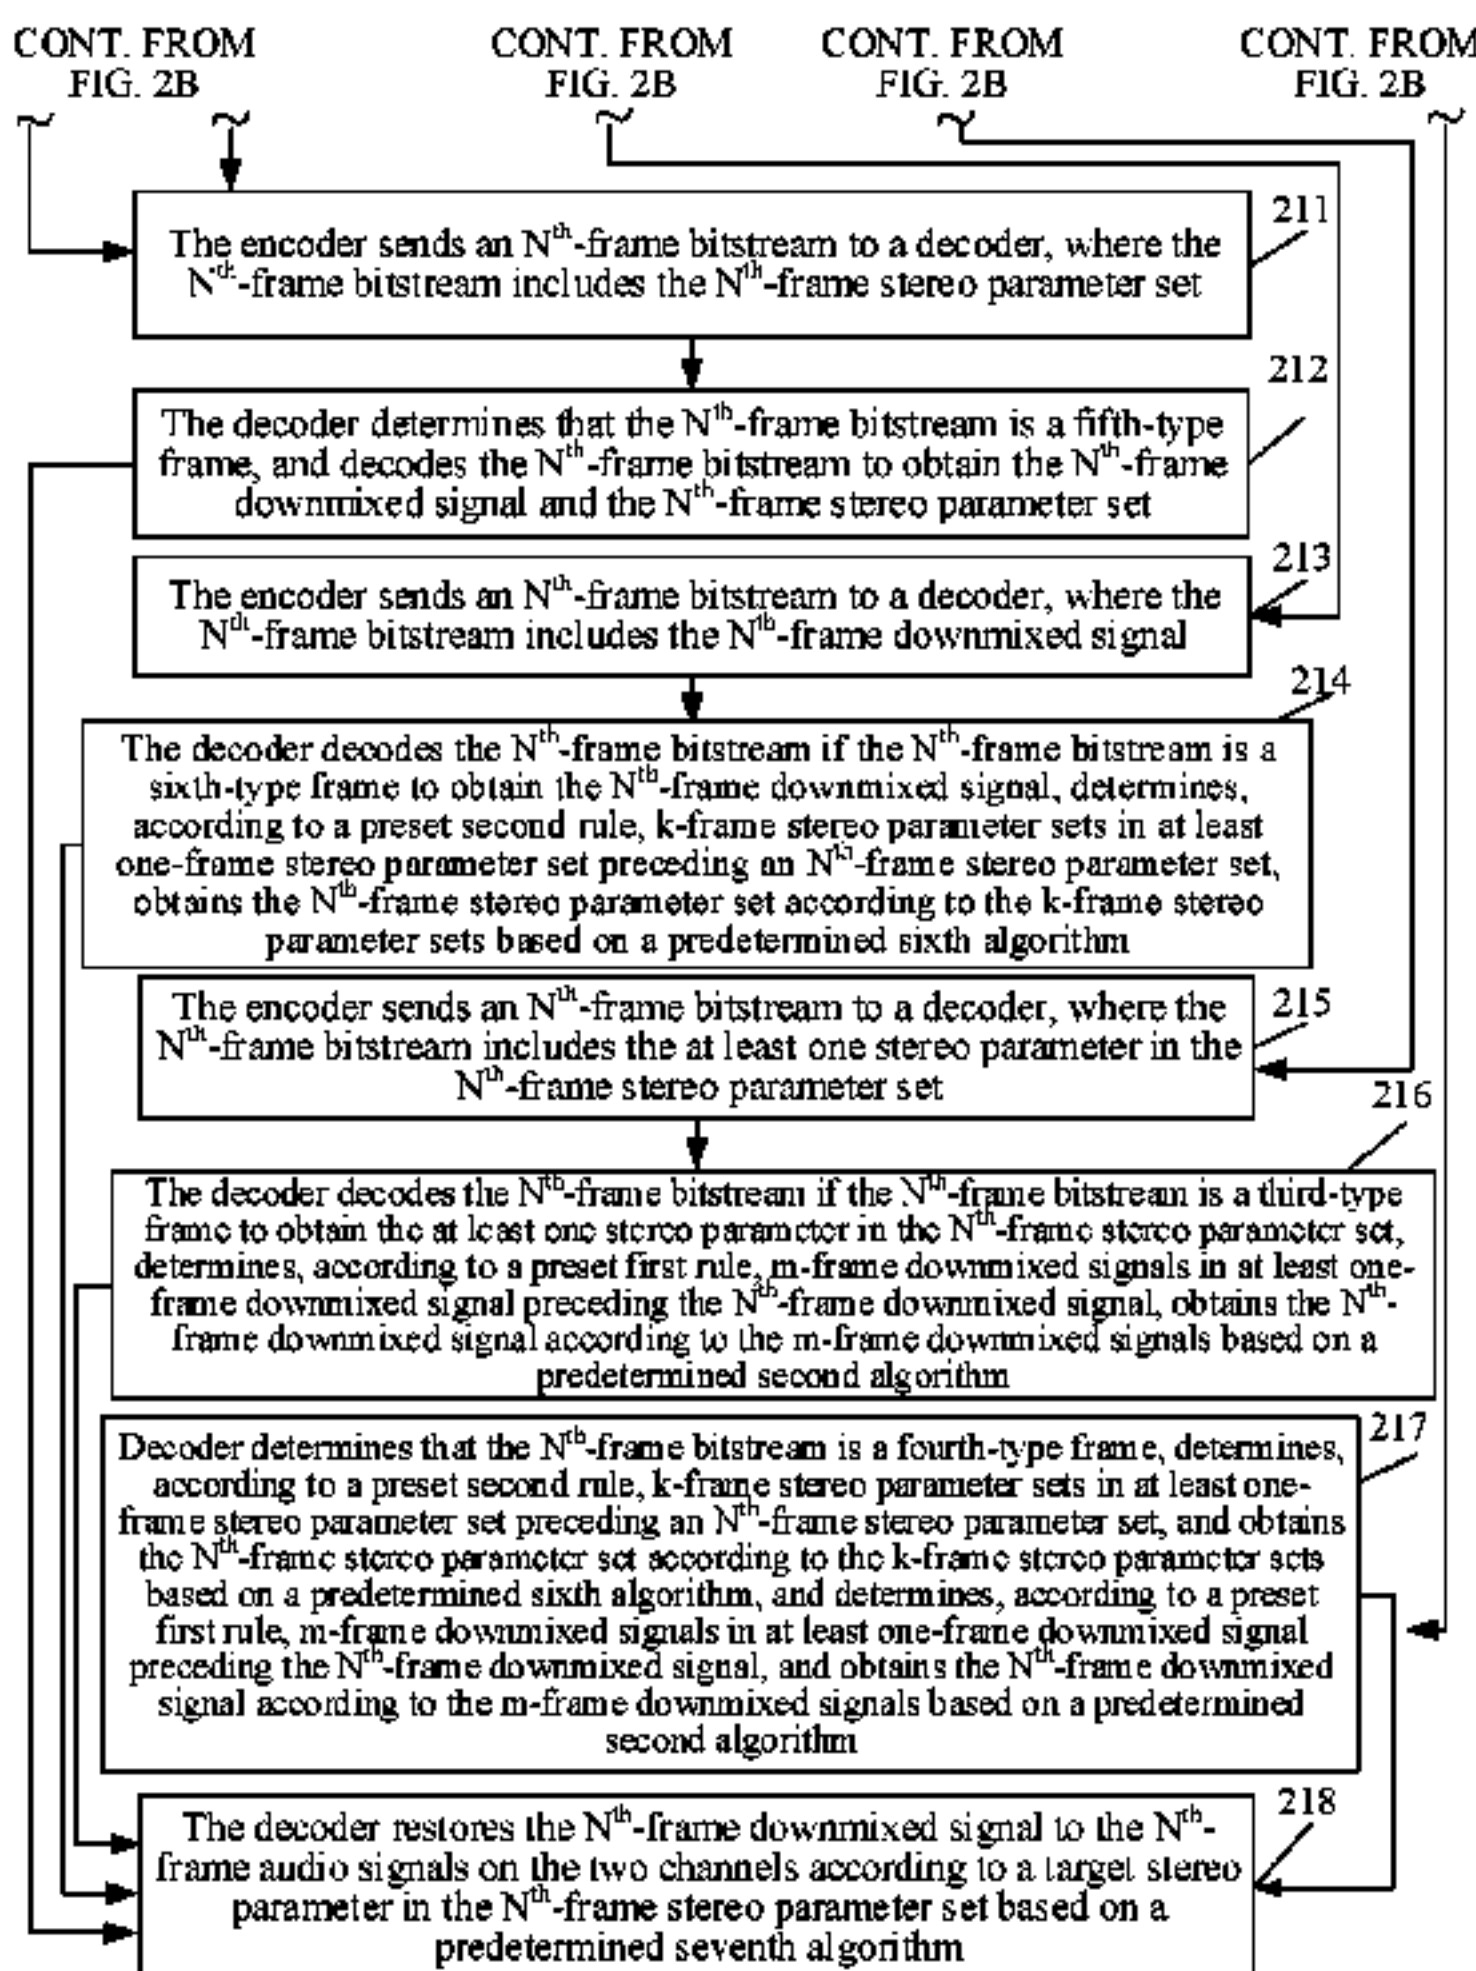 CONT. FROM
FIG. 2B
CONT. FROM
FIG. 2B
CONT. FROM
FIG. 2B
CONT. FROM
FIG. 2B
211
The encoder sends an Nth-frame bitstream to a decoder, where the
Nth-frame bitstream includes the Nth-frame stereo parameter set
212
The decoder determines that the Nth-frame bitstream is a fifth-type
frame, and decodes the Nth-frame bitstream to obtain the Nth-frame
downmixed signal and the Nth-frame stereo parameter set
213
The encoder sends an Nth-frame bitstream to a decoder, where the
Nth-frame bitstream includes the Nth-frame downmixed signal
214
The decoder decodes the Nth-frame bitstream if the Nth-frame bitstream is a
sixth-type frame to obtain the Nth-frame downmixed signal, determines,
according to a preset second rule, k-frame stereo parameter sets in at least
one-frame stereo parameter set preceding an Nth-frame stereo parameter set,
obtains the Nth-frame stereo parameter set according to the k-frame stereo
parameter sets based on a predetermined sixth algorithm
215
The encoder sends an Nth-frame bitstream to a decoder, where the
Nth-frame bitstream includes the at least one stereo parameter in the
Nth-frame stereo parameter set
216
The decoder decodes the Nth-frame bitstream if the Nth-frame bitstream is a third-type
frame to obtain the at least one stereo parameter in the Nth-frame stereo parameter set,
determines, according to a preset first rule, m-frame downmixed signals in at least one-
frame downmixed signal preceding the Nth-frame downmixed signal, obtains the Nth-
frame downmixed signal according to the m-frame downmixed signals based on a
predetermined second algorithm
217
Decoder determines that the Nth-frame bitstream is a fourth-type frame, determines,
according to a preset second rule, k-frame stereo parameter sets in at least one-
frame stereo parameter set preceding an Nth-frame stereo parameter set, and obtains
the Nth-frame stereo parameter set according to the k-frame stereo parameter sets
based on a predetermined sixth algorithm, and determines, according to a preset
first rule, m-frame downmixed signals in at least one-frame downmixed signal
preceding the Nth-frame downmixed signal, and obtains the Nth-frame downmixed
signal according to the m-frame downmixed signals based on a predetermined
second algorithm
218
The decoder restores the Nth-frame downmixed signal to the Nth-
frame audio signals on the two channels according to a target stereo
parameter in the Nth-frame stereo parameter set based on a
predetermined seventh algorithm